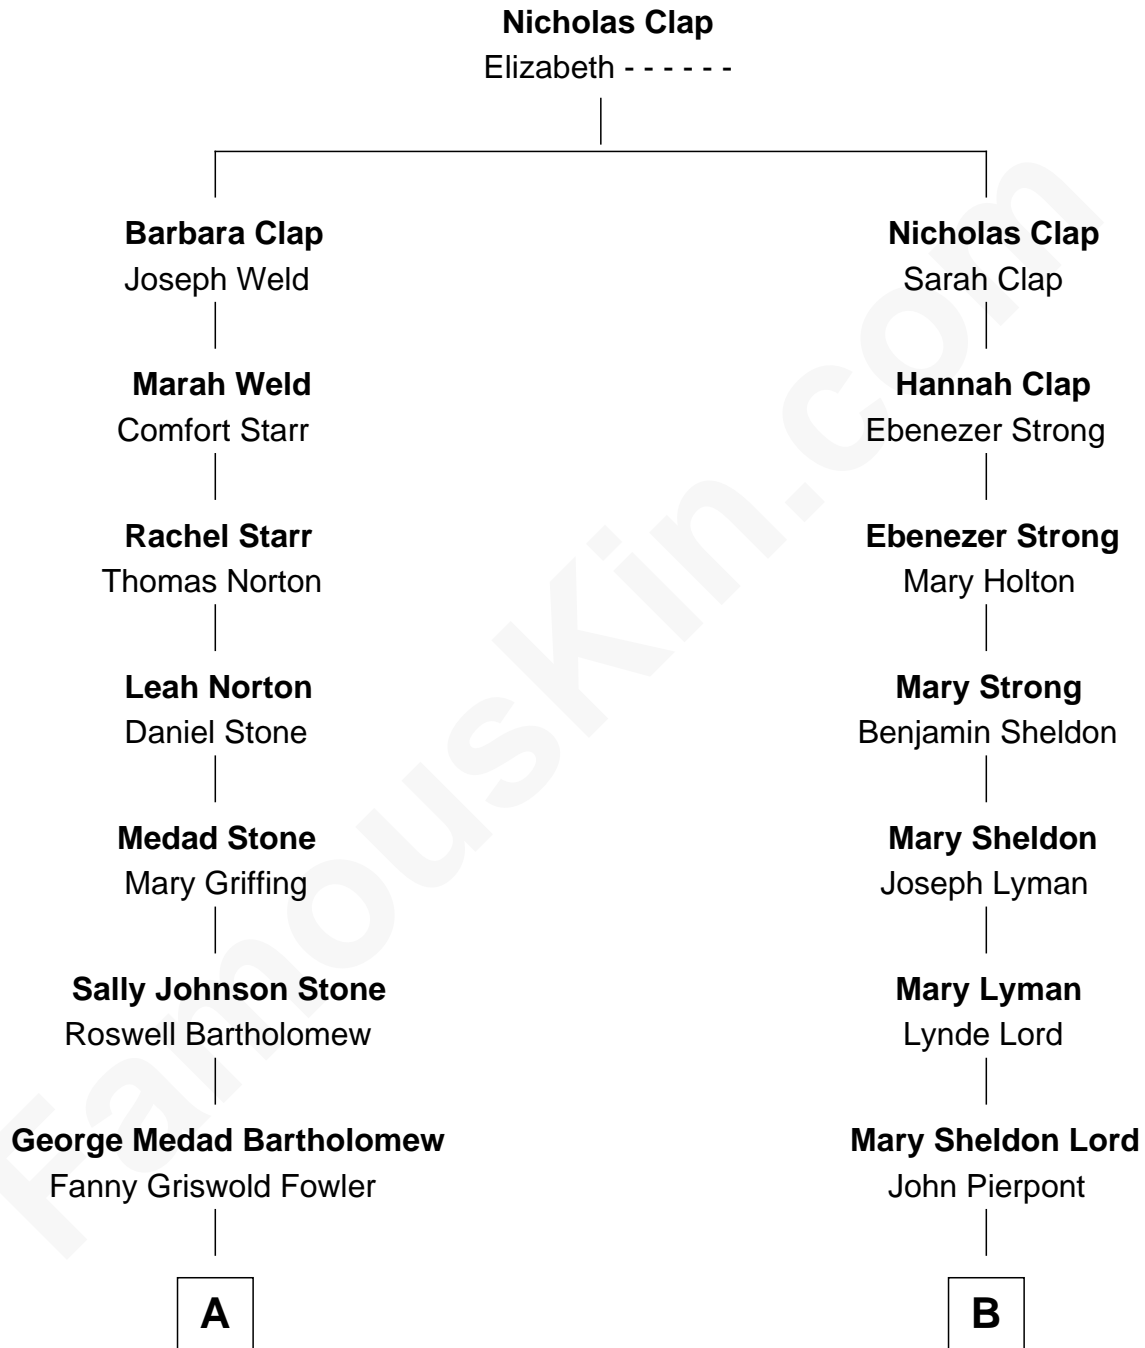 Nicholas Clap
Elizabeth - - - - - -
Barbara Clap
Joseph Weld
Marah Weld
Comfort Starr
Rachel Starr
Thomas Norton
Leah Norton
Daniel Stone
Medad Stone
Mary Griffing
Sally Johnson Stone
Roswell Bartholomew
George Medad Bartholomew
Fanny Griswold Fowler
A
Nicholas Clap
Sarah Clap
Hannah Clap
Ebenezer Strong
Ebenezer Strong
Mary Holton
Mary Strong
Benjamin Sheldon
Mary Sheldon
Joseph Lyman
Mary Lyman
Lynde Lord
Mary Sheldon Lord
John Pierpont
B
FamousKin.com